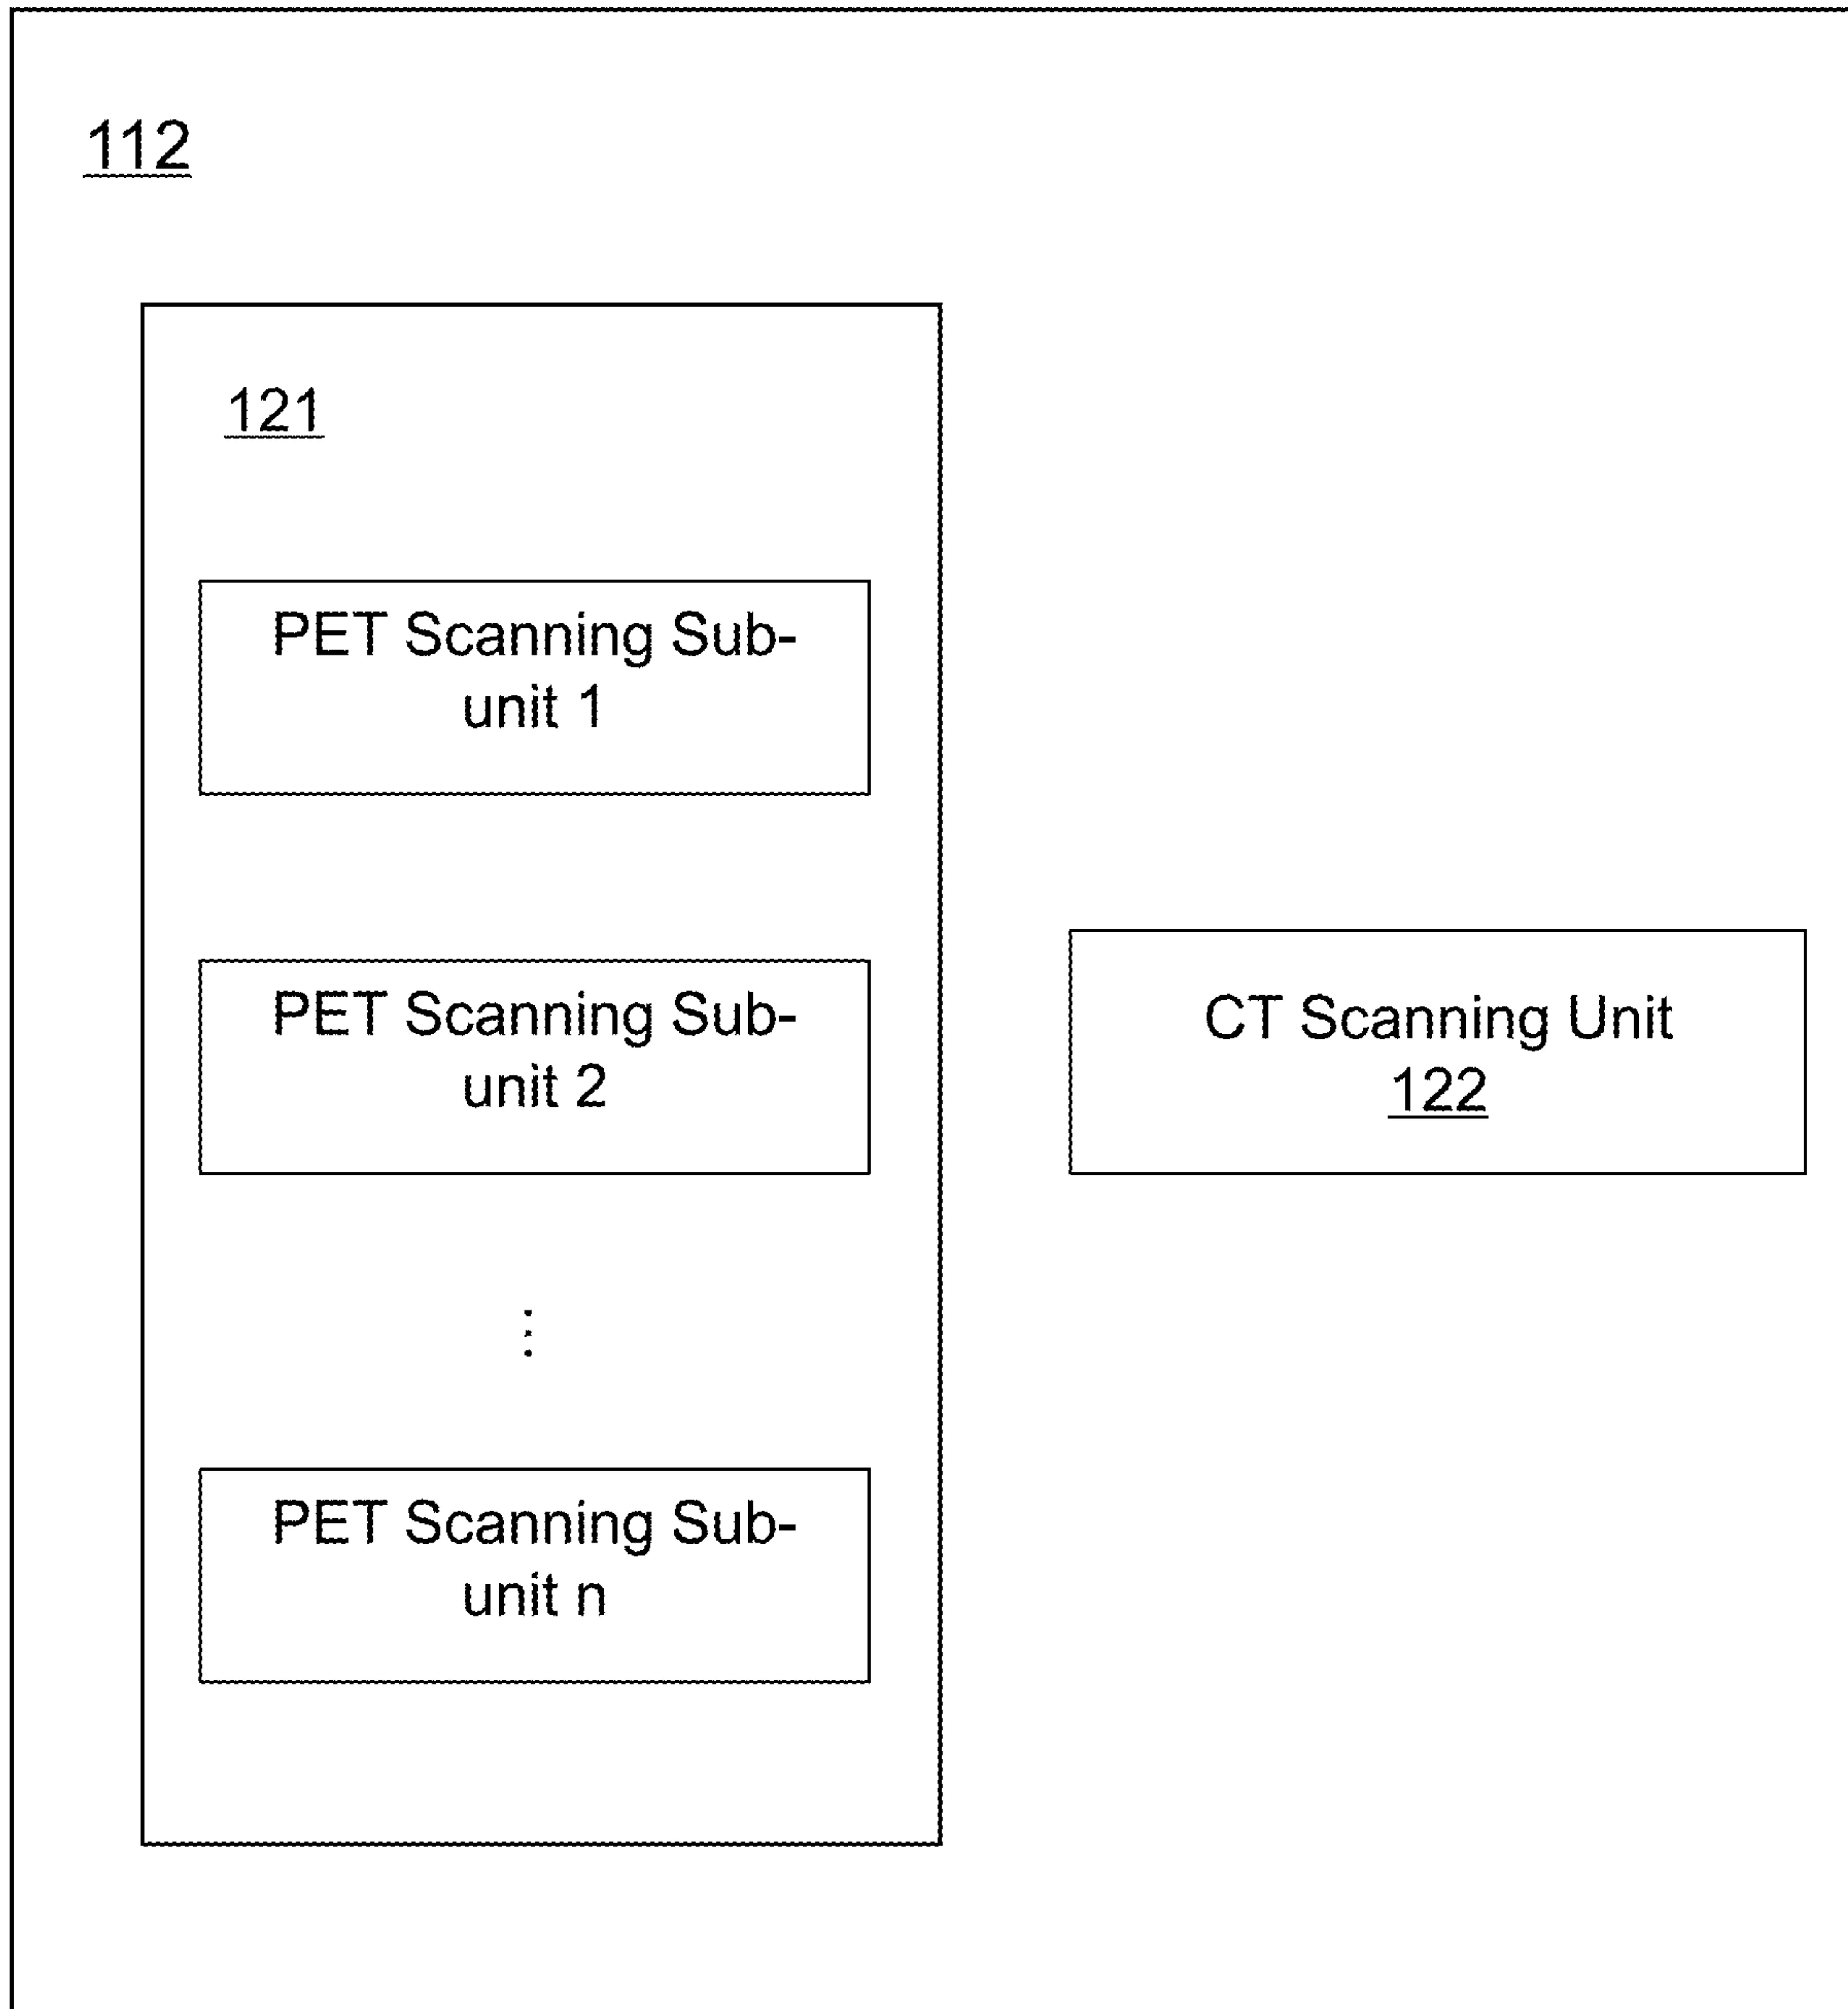 112
121
PET Scanning Sub-
unit 1
PET Scanning Sub-
unit 2
⋮
PET Scanning Sub-
unit n
CT Scanning Unit
122